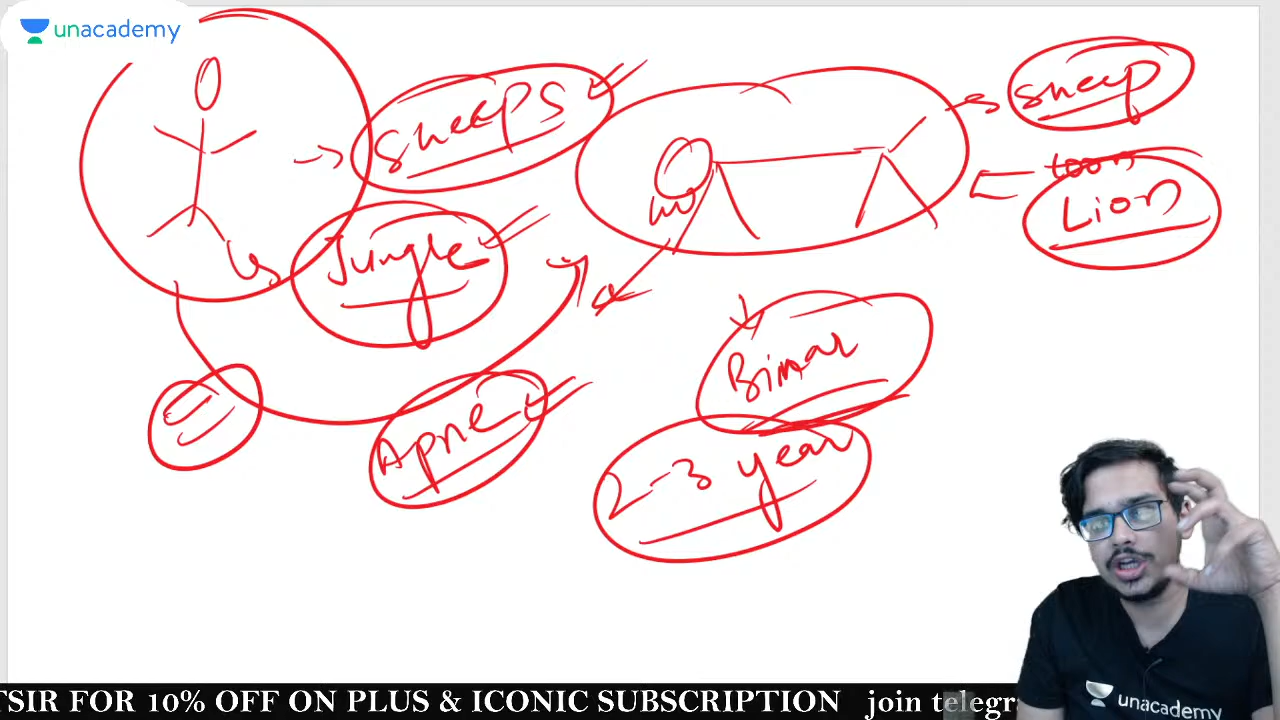 unacademy
sheeps
sheep
toon
Lion
Jungle
Bimar
Apne
2-3 year
unacademy
TSIR FOR 10% OFF ON PLUS & ICONIC SUBSCRIPTION join telegr